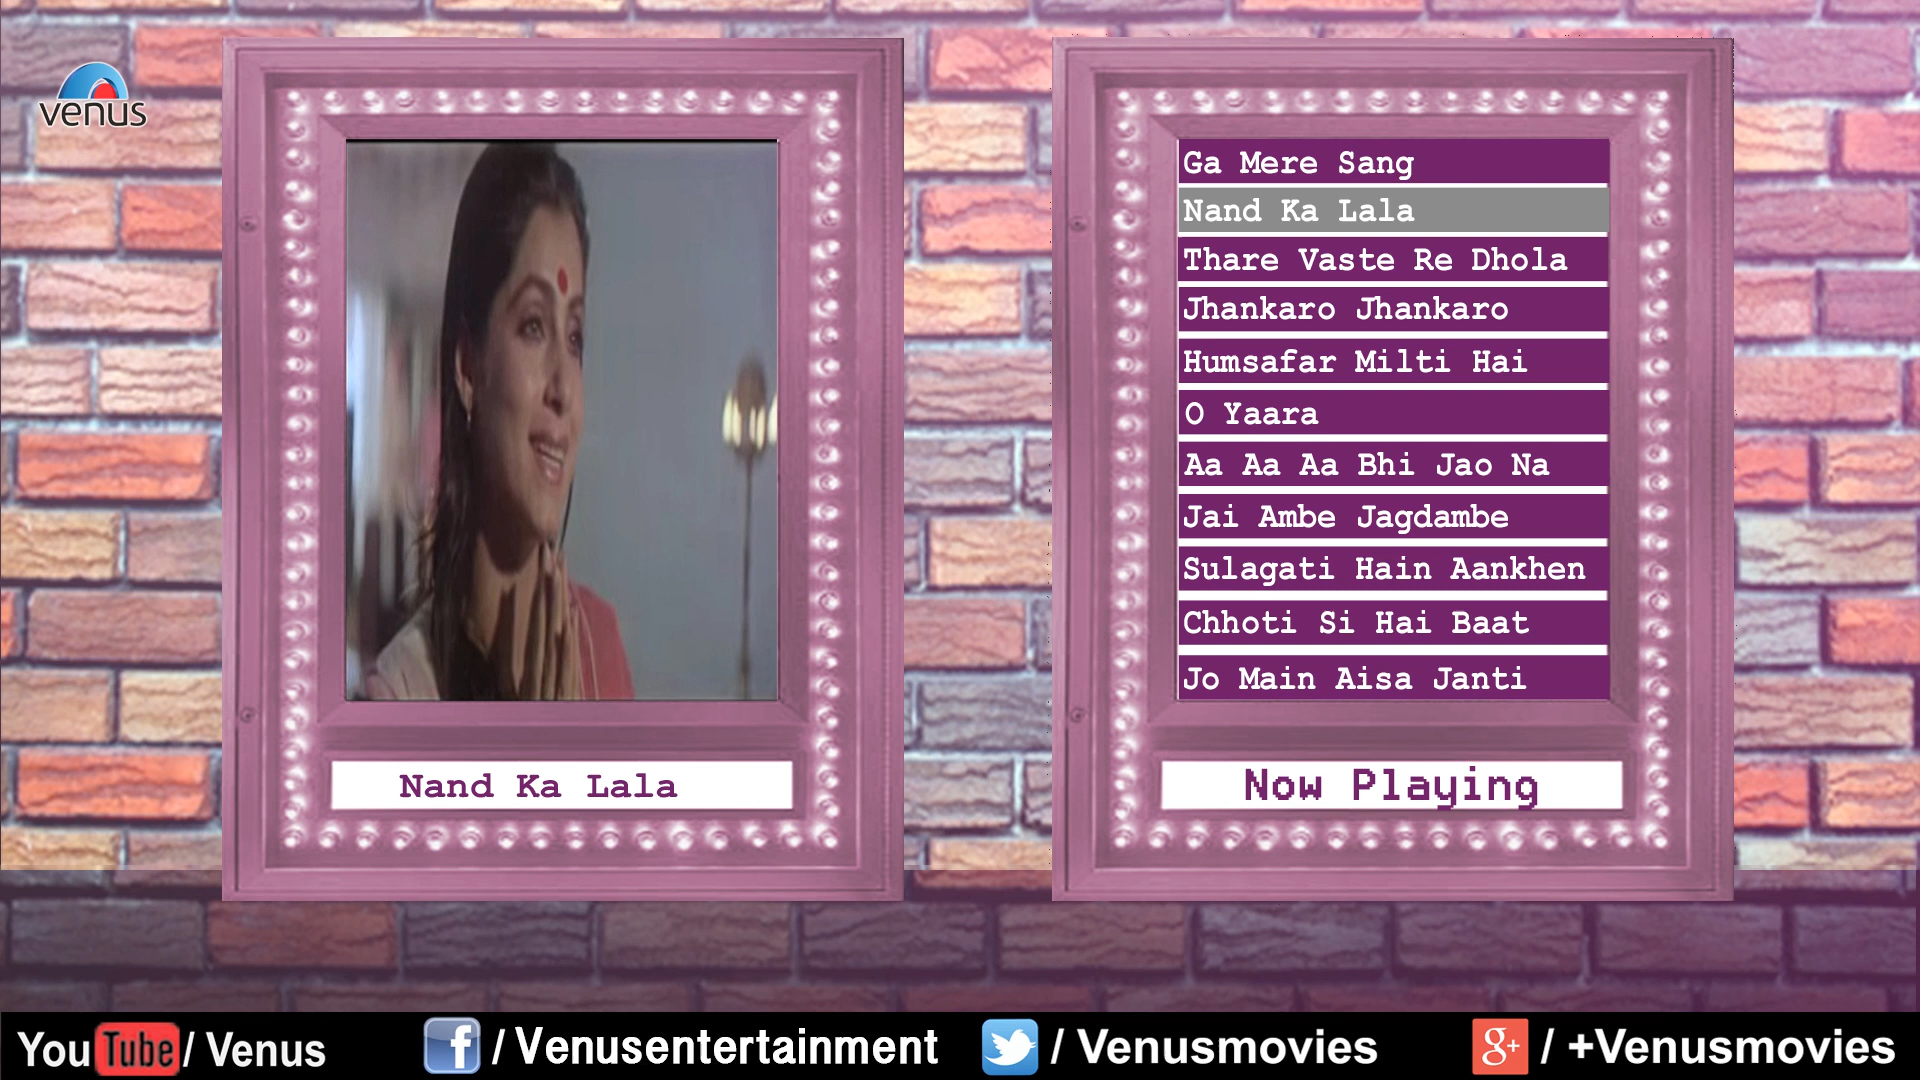 venus
Nand Ka Lala
Ga Mere Sang
Nand Ka Lala
Thare Vaste Re Dhola
Jhankaro Jhankaro
Humsafar Milti Hai
O Yaara
Aa Aa Aa Bhi Jao Na
Jai Ambe Jagdambe
Sulagati Hain Aankhen
Chhoti Si Hai Baat
Jo Main Aisa Janti
Now Playing
You Tube / Venus f / Venusentertainment / Venusmovies g+ / +Venusmovies